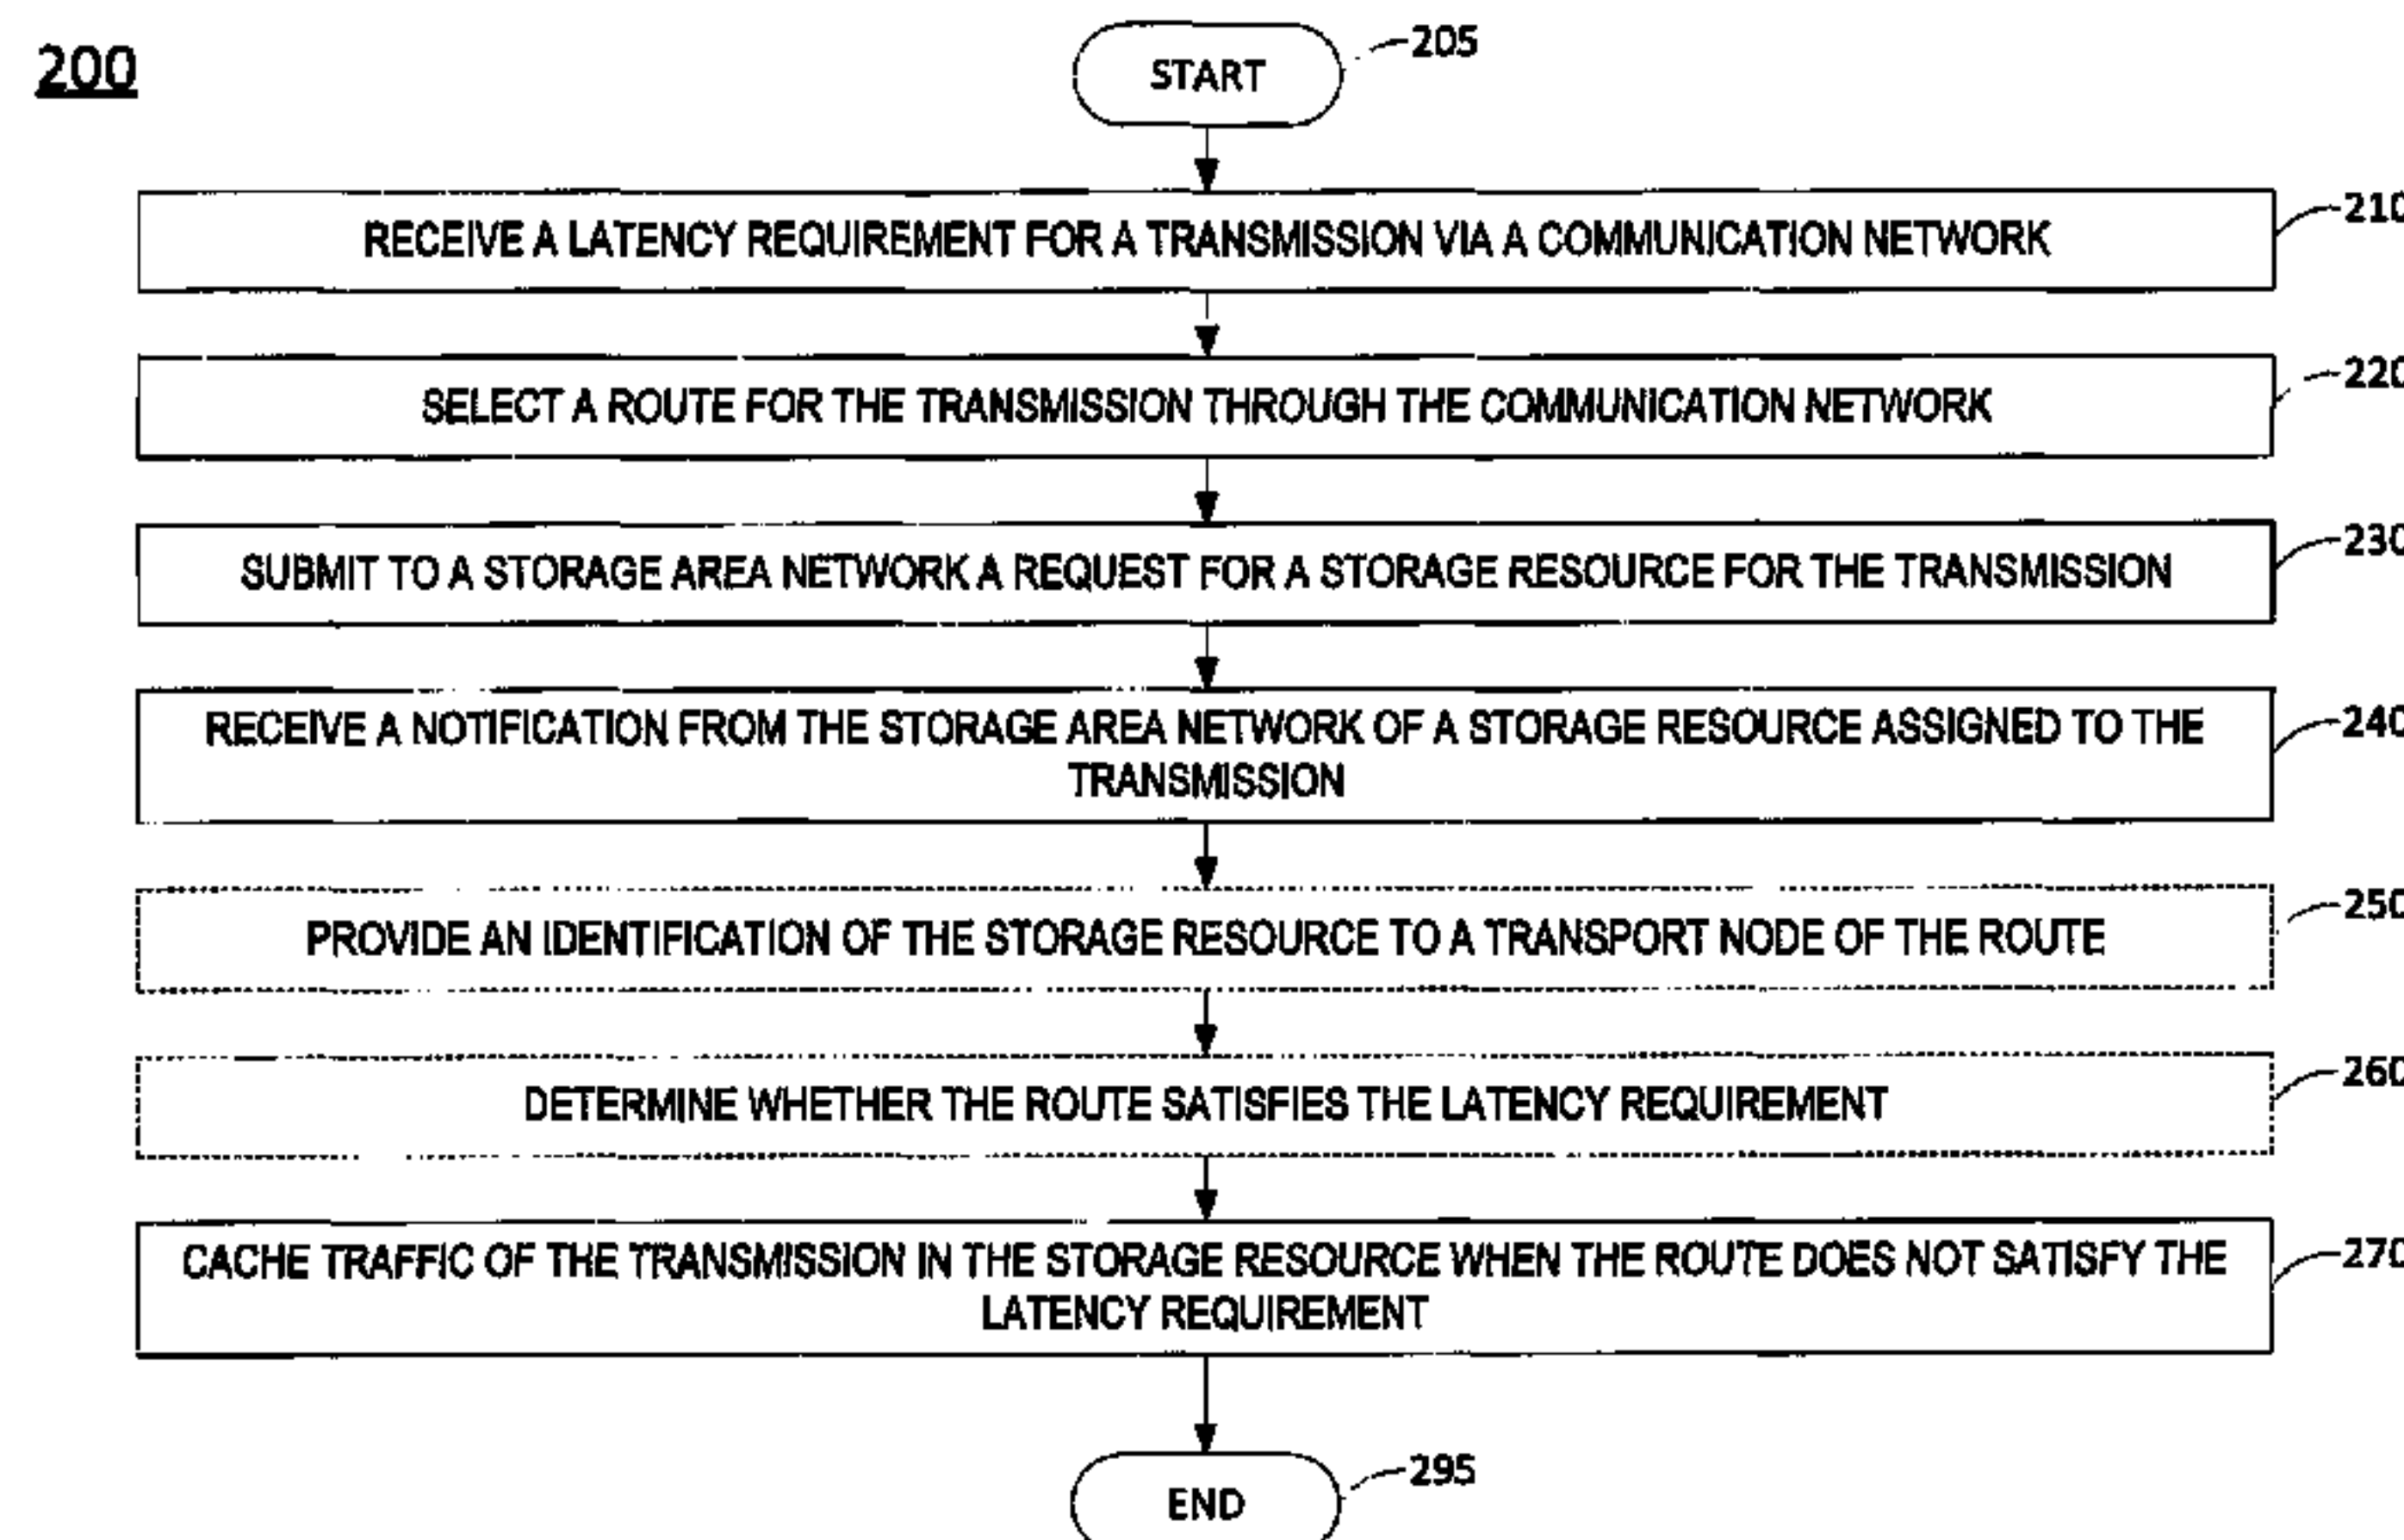 200
START
205
RECEIVE A LATENCY REQUIREMENT FOR A TRANSMISSION VIA A COMMUNICATION NETWORK
210
SELECT A ROUTE FOR THE TRANSMISSION THROUGH THE COMMUNICATION NETWORK
220
SUBMIT TO A STORAGE AREA NETWORK A REQUEST FOR A STORAGE RESOURCE FOR THE TRANSMISSION
230
RECEIVE A NOTIFICATION FROM THE STORAGE AREA NETWORK OF A STORAGE RESOURCE ASSIGNED TO THE
TRANSMISSION
240
PROVIDE AN IDENTIFICATION OF THE STORAGE RESOURCE TO A TRANSPORT NODE OF THE ROUTE
250
DETERMINE WHETHER THE ROUTE SATISFIES THE LATENCY REQUIREMENT
260
CACHE TRAFFIC OF THE TRANSMISSION IN THE STORAGE RESOURCE WHEN THE ROUTE DOES NOT SATISFY THE
LATENCY REQUIREMENT
270
END
295